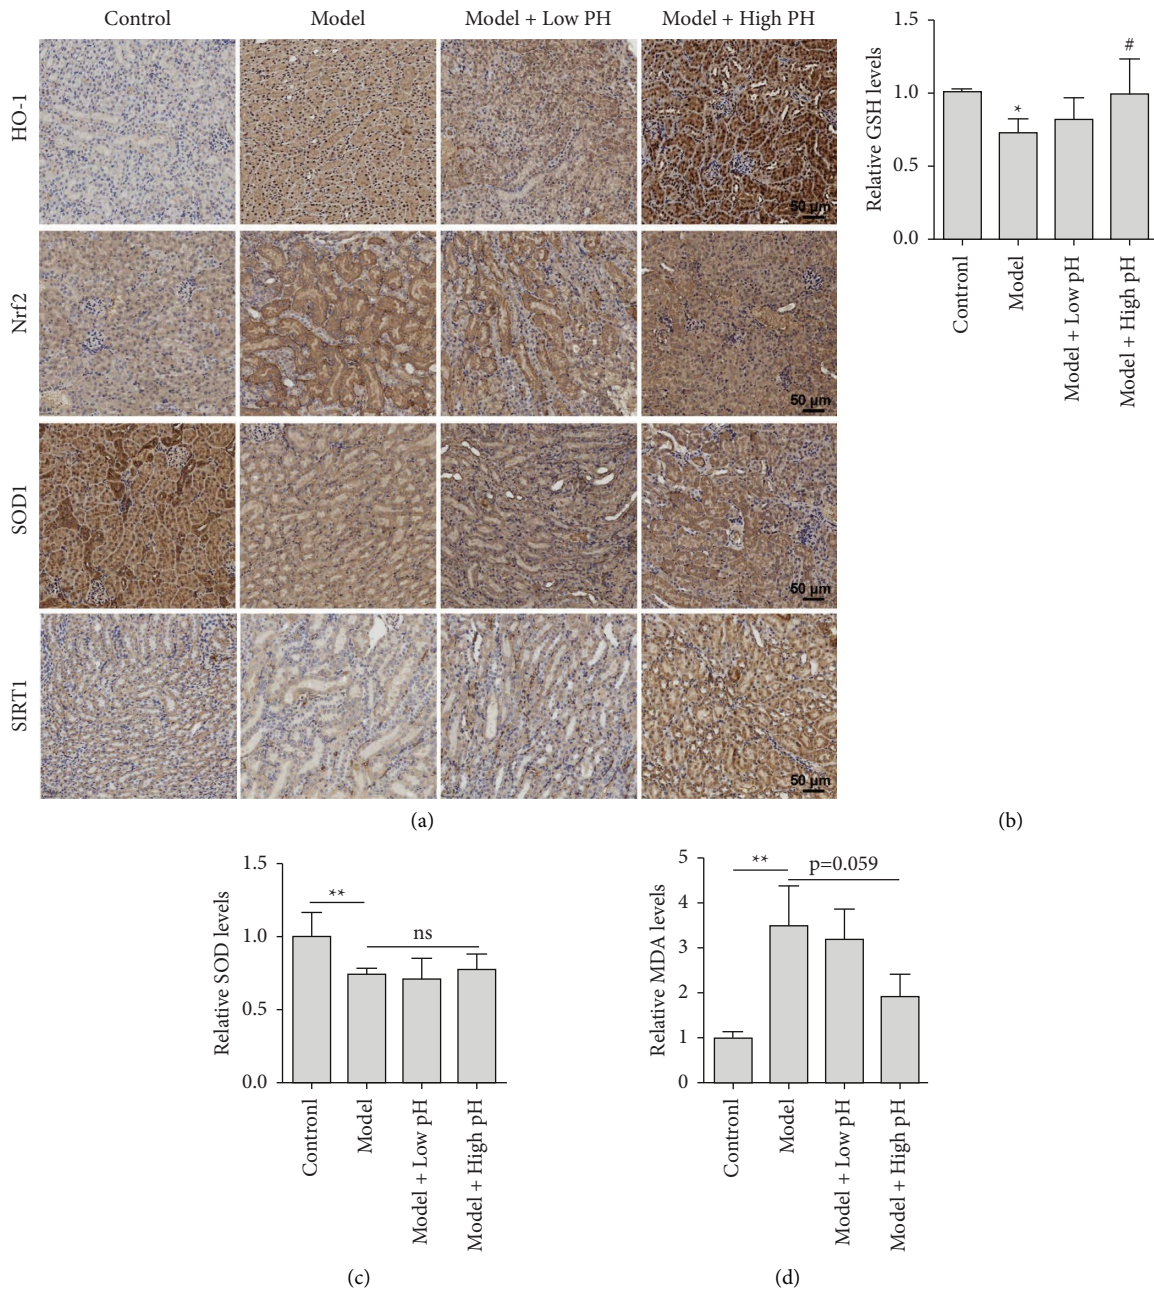 Control
Model
Model + Low PH
Model + High PH
HO-1
50 μm
Nrf2
50 μm
SOD1
50 μm
SIRT1
50 μm
(a)
Relative GSH levels
1.5
1.0
0.5
0.0
*
#
Contronl
Model
Model + Low pH
Model + High pH
(b)
Relative SOD levels
1.5
1.0
0.5
0.0
**
ns
Contronl
Model
Model + Low pH
Model + High pH
(c)
Relative MDA levels
5
4
3
2
1
0
**
p=0.059
Contronl
Model
Model + Low pH
Model + High pH
(d)